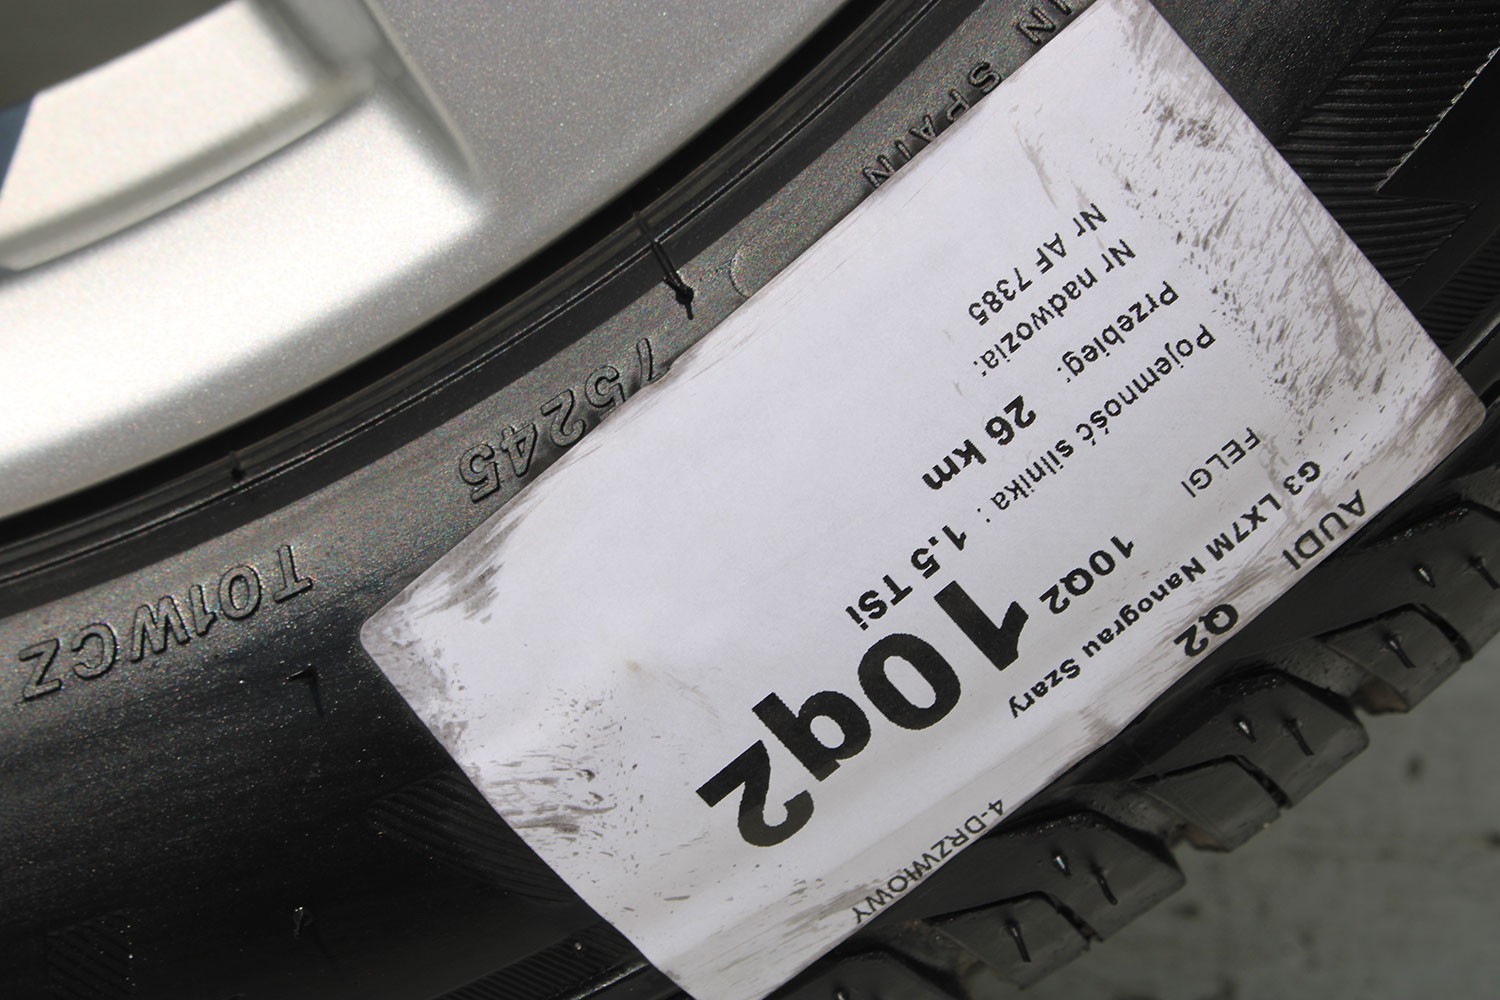 AUDI Q2 4-DRZWIOWY
G3 LX7M Nanograu Szary
FELGI 10Q2 10q2
Pojemność silnika : 1.5 TSi
Przebieg: 26 km
Nr nadwozia:
Nr AF 7385
IN SPAIN
75245
T01WCZ